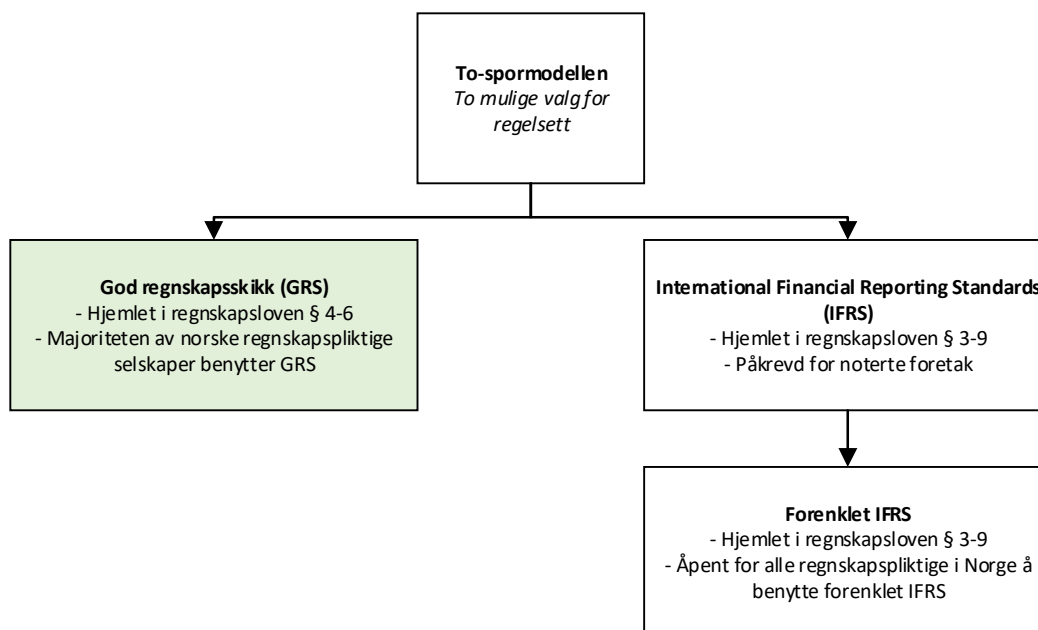 To-spormodellen
To mulige valg for
regelsett
God regnskapsskikk (GRS)
- Hjemlet i regnskapsloven § 4-6
- Majoriteten av norske regnskapspliktige
selskaper benytter GRS
International Financial Reporting Standards
(IFRS)
- Hjemlet i regnskapsloven § 3-9
- Påkrevd for noterte foretak
Forenklet IFRS
- Hjemlet i regnskapsloven § 3-9
- Åpent for alle regnskapspliktige i Norge å
benytte forenklet IFRS